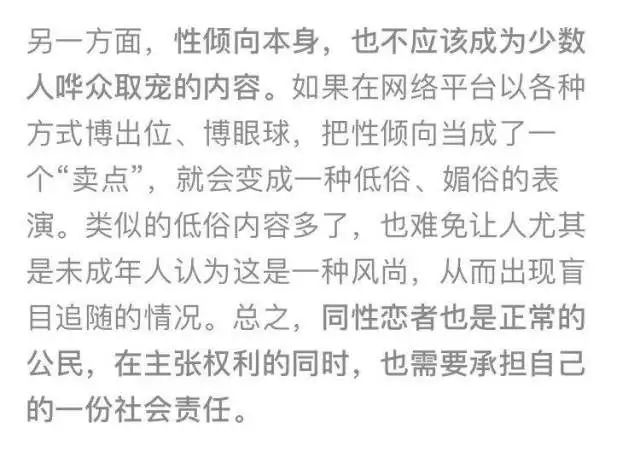 另一方面，性倾向本身，也不应该成为少数
人哗众取宠的内容。如果在网络平台以各种
方式博出位、博眼球，把性倾向当成了一
个“卖点”，就会变成一种低俗、媚俗的表
演。类似的低俗内容多了，也难免让人尤其
是未成年人认为这是一种风尚，从而出现盲
目追随的情况。总之，同性恋者也是正常的
公民，在主张权利的同时，也需要承担自己
的一份社会责任。